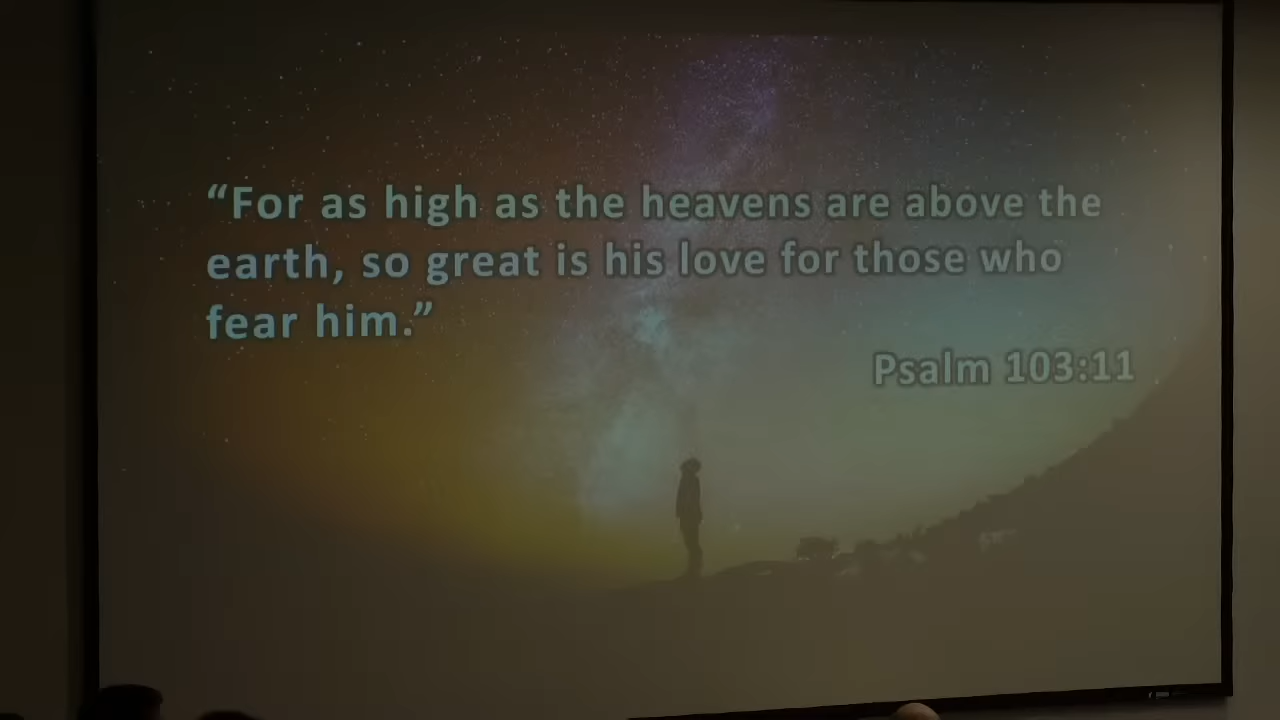 “For as high as the heavens are above the
earth, so great is his love for those who
fear him.”
Psalm 103:11